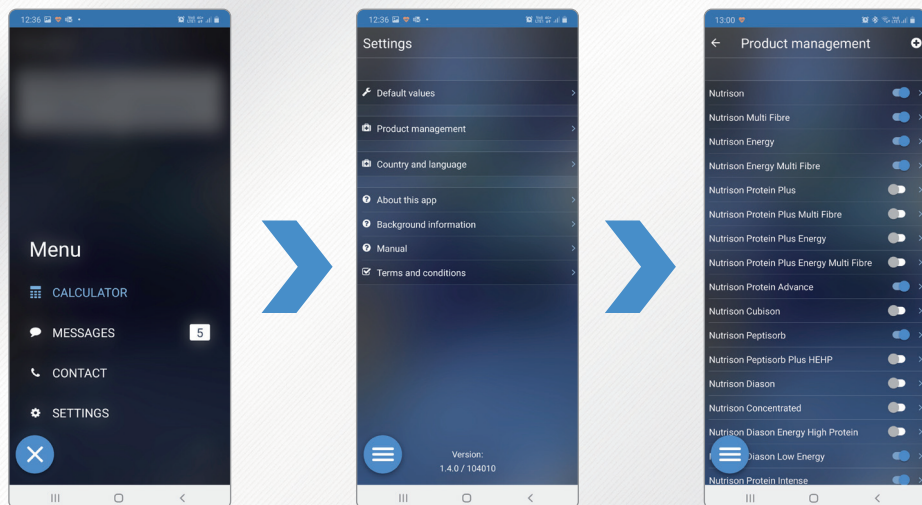 12:36
Menu
CALCULATOR
MESSAGES 5
CONTACT
SETTINGS
12:36
Settings
Default values
Product management
Country and language
About this app
Background information
Manual
Terms and conditions
Version:
1.4.0 / 104010
13:00
Product management
Nutrison
Nutrison Multi Fibre
Nutrison Energy
Nutrison Energy Multi Fibre
Nutrison Protein Plus
Nutrison Protein Plus Multi Fibre
Nutrison Protein Plus Energy
Nutrison Protein Plus Energy Multi Fibre
Nutrison Protein Advance
Nutrison Cubison
Nutrison Peptisorb
Nutrison Peptisorb Plus HEHP
Nutrison Diason
Nutrison Concentrated
Nutrison Diason Energy High Protein
Diason Low Energy
Nutrison Protein Intense